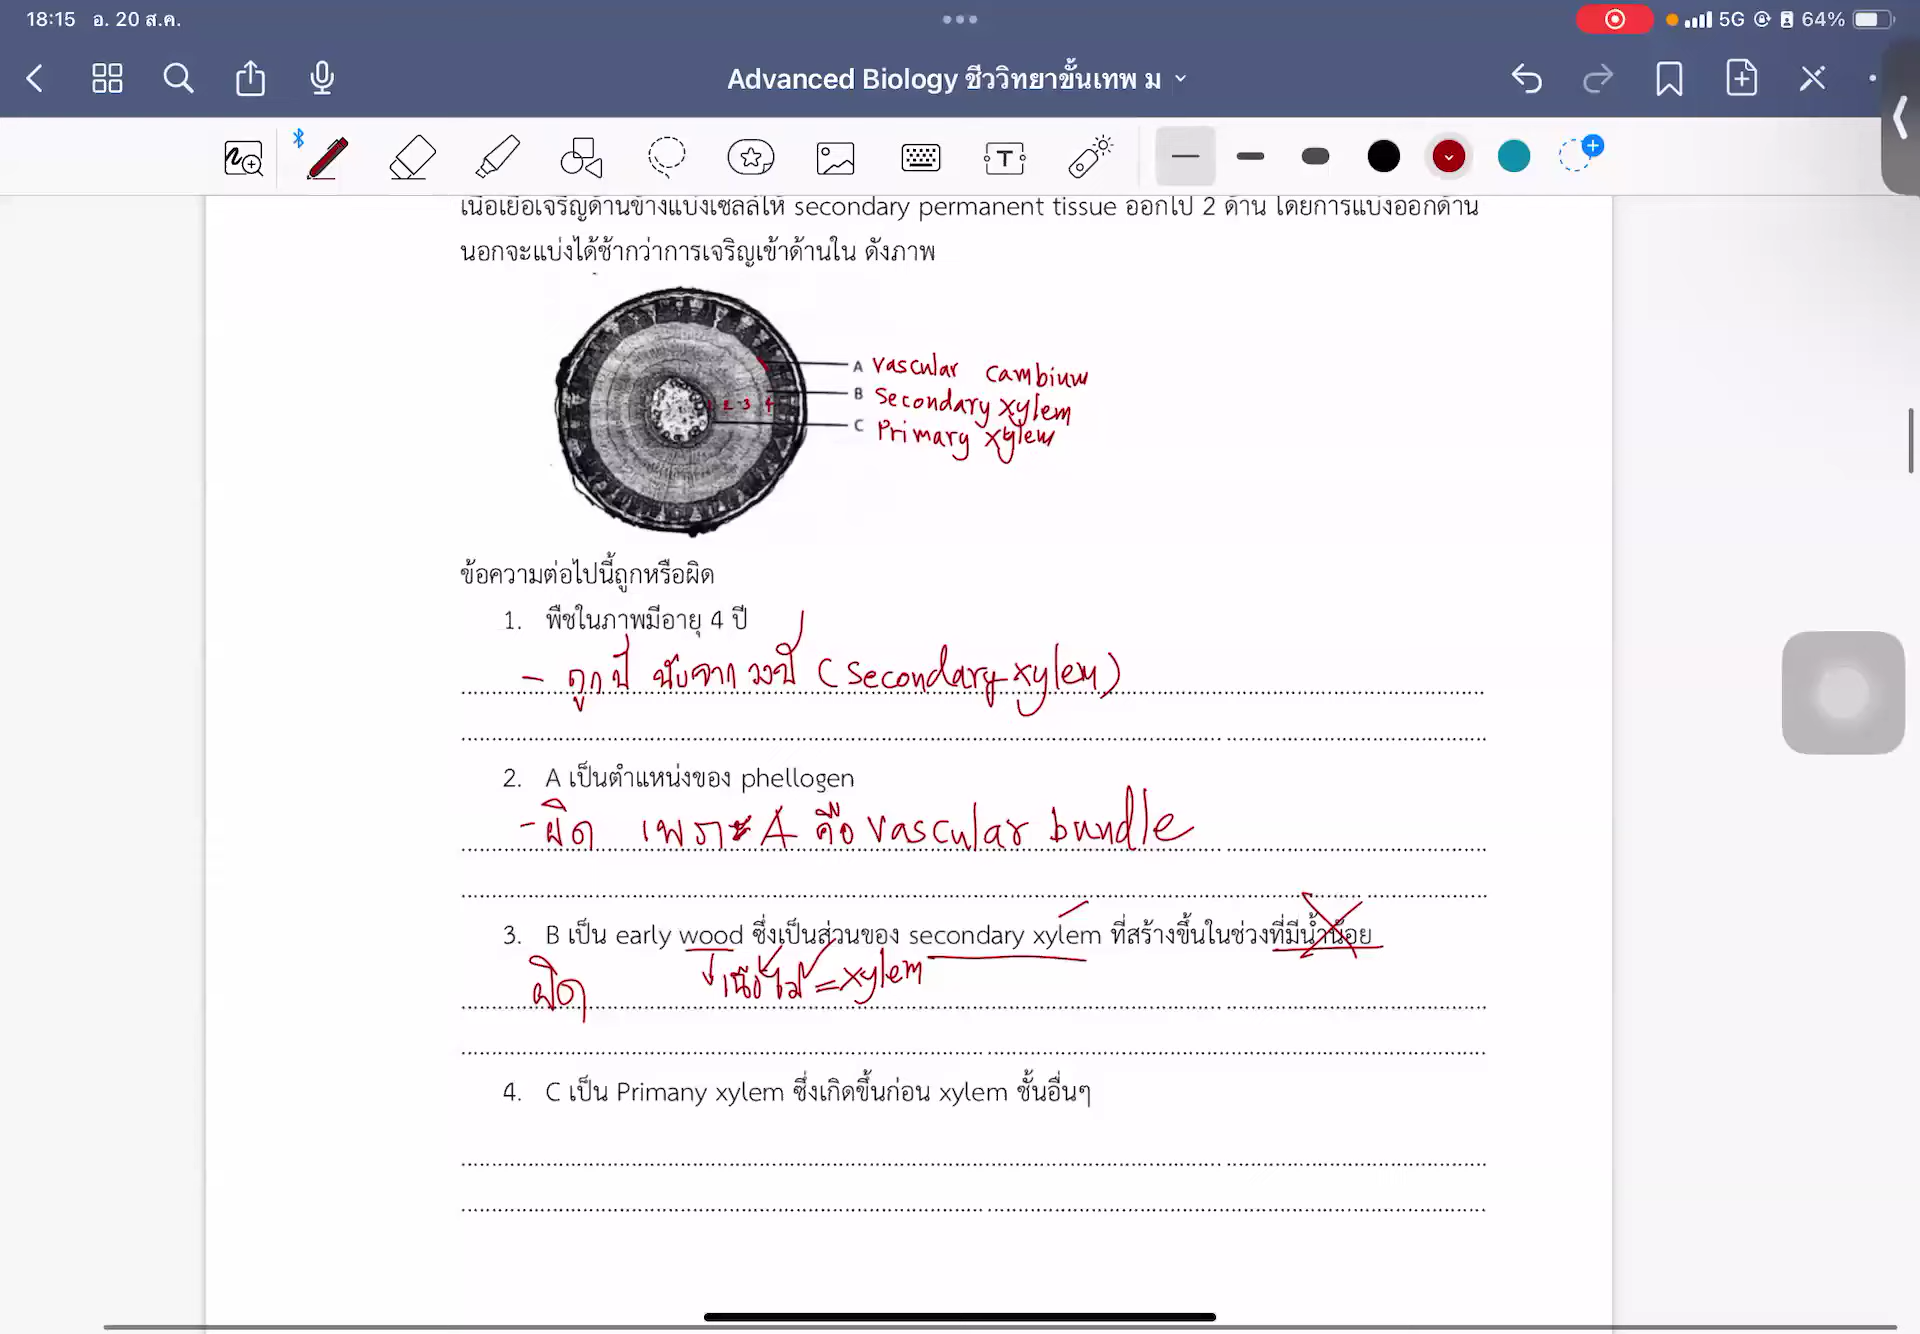 18:15 อ. 20 ส.ค.
5G 64%
Advanced Biology ชีววิทยาขั้นเทพ ม
เนื้อเยื่อเจริญด้านข้างแบ่งเซลล์ให้ secondary permanent tissue ออกไป 2 ด้าน โดยการแบ่งออกด้าน
นอกจะแบ่งได้ช้ากว่าการเจริญเข้าด้านใน ดังภาพ
A Vascular Cambium
B Secondary xylem
C Primary xylem
1 2 3 4
ข้อความต่อไปนี้ถูกหรือผิด
1. พืชในภาพมีอายุ 4 ปี
- ถูก ปี นับจาก วงปี (Secondary xylem)
2. A เป็นตำแหน่งของ phellogen
- ผิด เพราะ A คือ vascular bundle
3. B เป็น early wood ซึ่งเป็นส่วนของ secondary xylem ที่สร้างขึ้นในช่วงที่มีน้ำน้อย
ผิด เนื้อไม้ = xylem
4. C เป็น Primany xylem ซึ่งเกิดขึ้นก่อน xylem ชั้นอื่นๆ